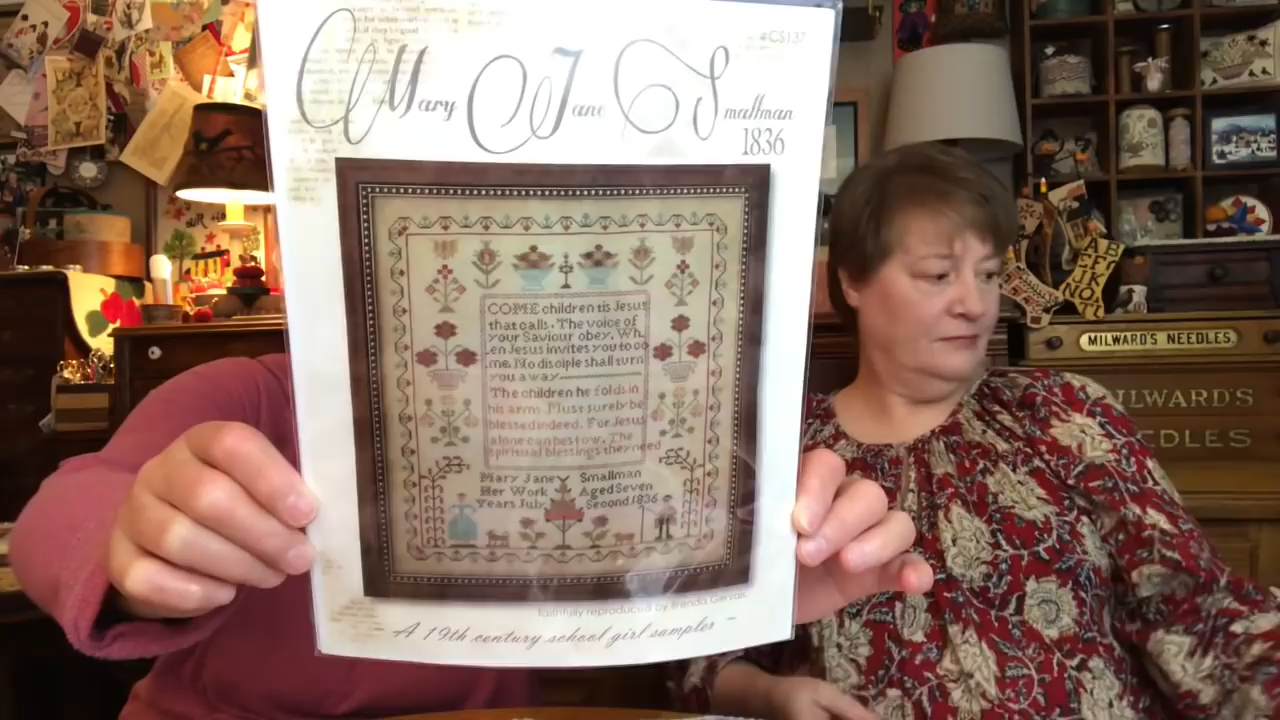 #CS137
Mary Jane Smallman
1836
COME children tis Jesus
that calls. The voice of
your Saviour obey. Wh
en Jesus invites you to co
me. No disciple shall turn
you away
The children he folds in
his arms Must surely be
blessed indeed. For Jesus
alone can bestow. The
spiritual blessings they need
Mary Jane Smallman
Her Work Aged Seven
Years July Second 1836
faithfully reproduced by Brenda Gervais
- A 19th century school girl sampler -
MILWARD'S NEEDLES.
MILWARD'S
EDLES